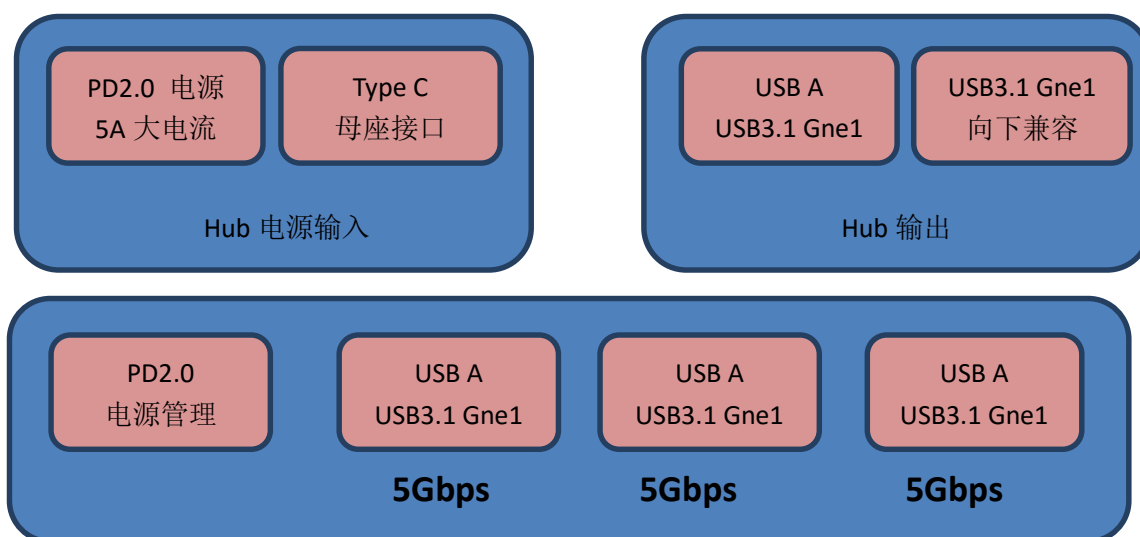 PD2.0 电源
5A 大电流
Type C
母座接口
Hub 电源输入
USB A
USB3.1 Gne1
USB3.1 Gne1
向下兼容
Hub 输出
PD2.0
电源管理
USB A
USB3.1 Gne1
USB A
USB3.1 Gne1
USB A
USB3.1 Gne1
5Gbps
5Gbps
5Gbps